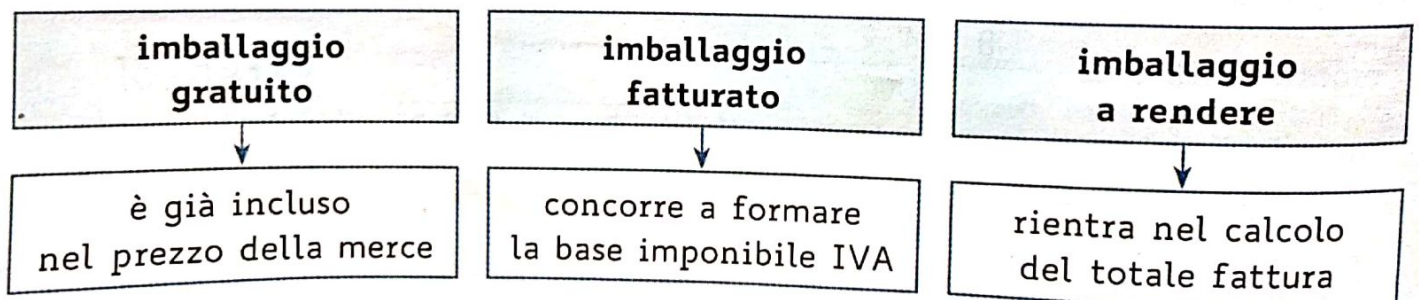 imballaggio
gratuito
è già incluso
nel prezzo della merce
imballaggio
fatturato
concorre a formare
la base imponibile IVA
imballaggio
a rendere
rientra nel calcolo
del totale fattura